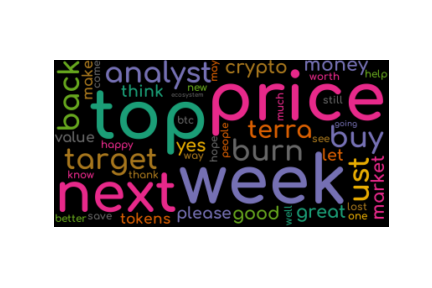 back
make
come
analyst
may
crypto
money
worth
help
think
new
ecosystem
top
price
btc
much
still
value
happy
yes
way
hope
people
terra
going
see
buy
target
burn
let
ust
market
know
thank
next
week
better
save
tokens
please
good
well
great
lost
one